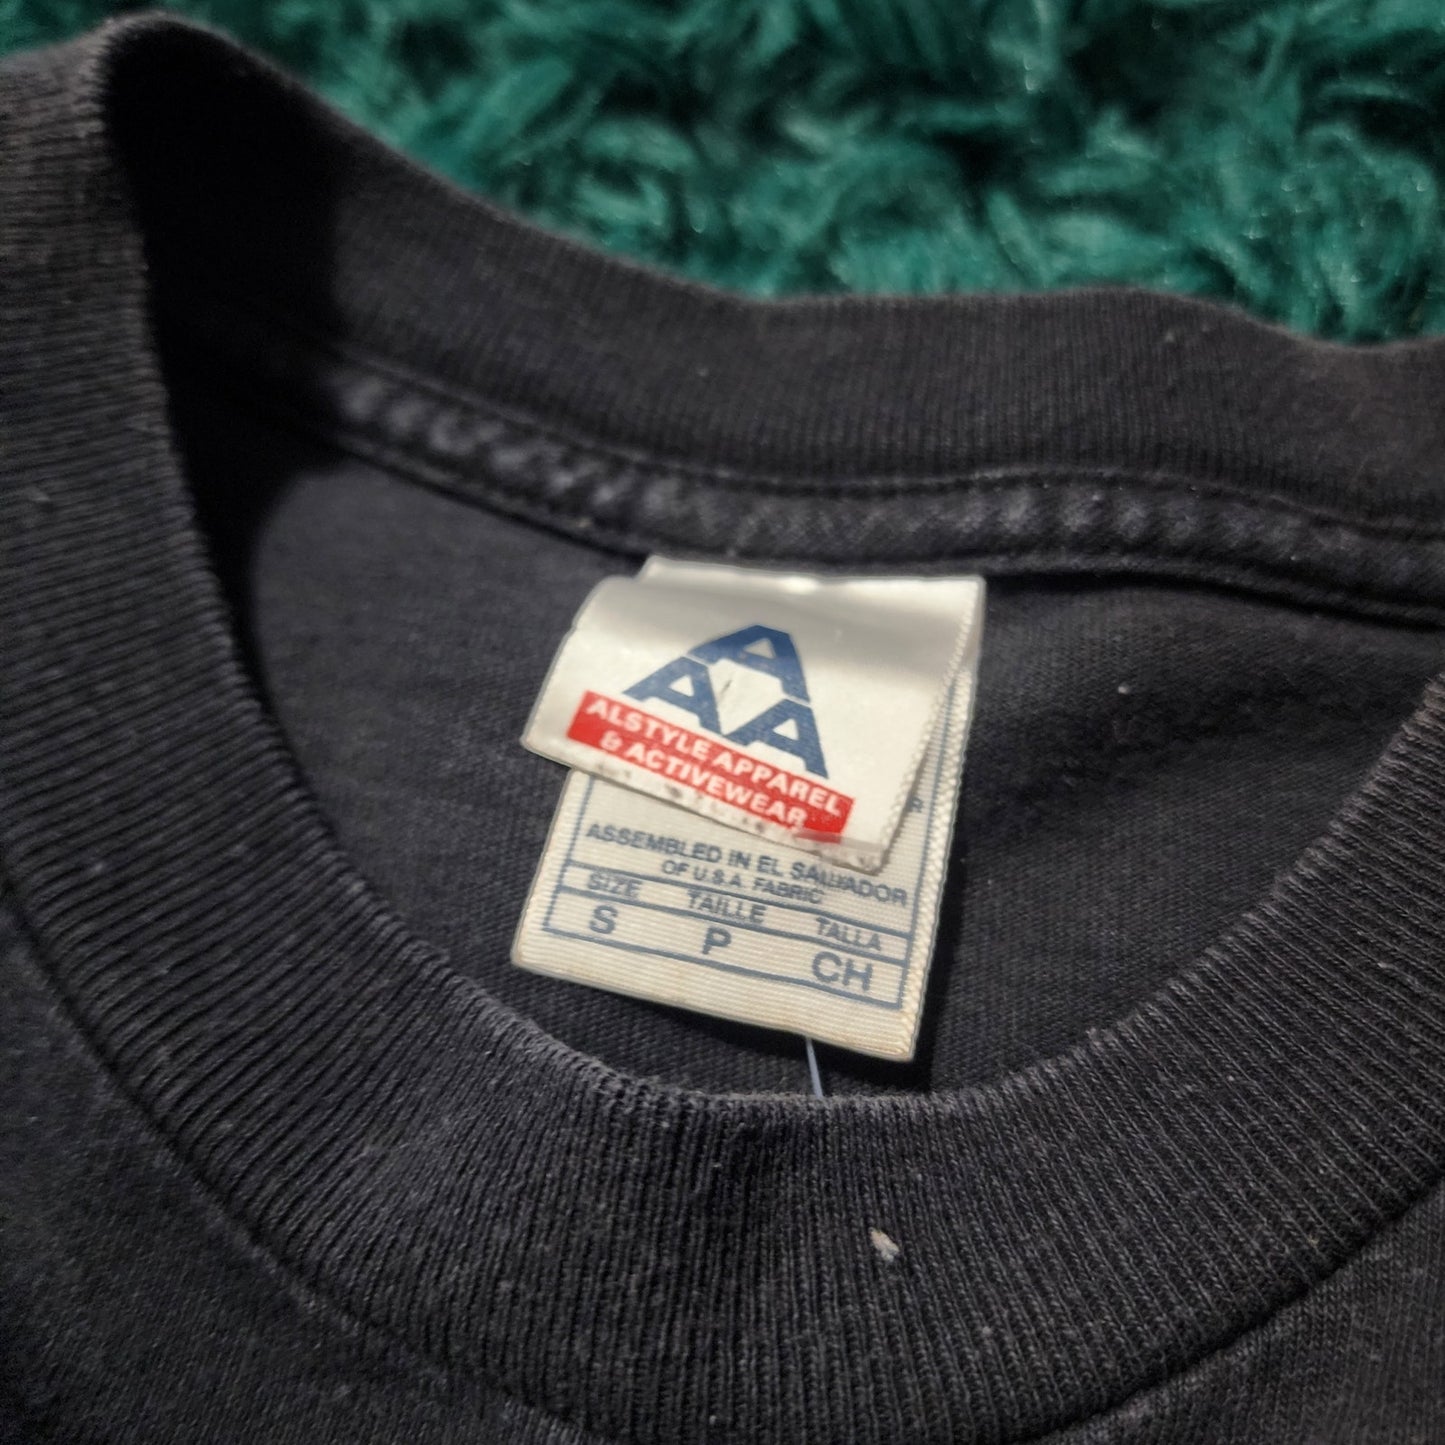 AAA
ALSTYLE APPAREL
& ACTIVEWEAR
ASSEMBLED IN EL SALVADOR
OF U.S.A. FABRIC
SIZE TAILLE TALLA
S P CH